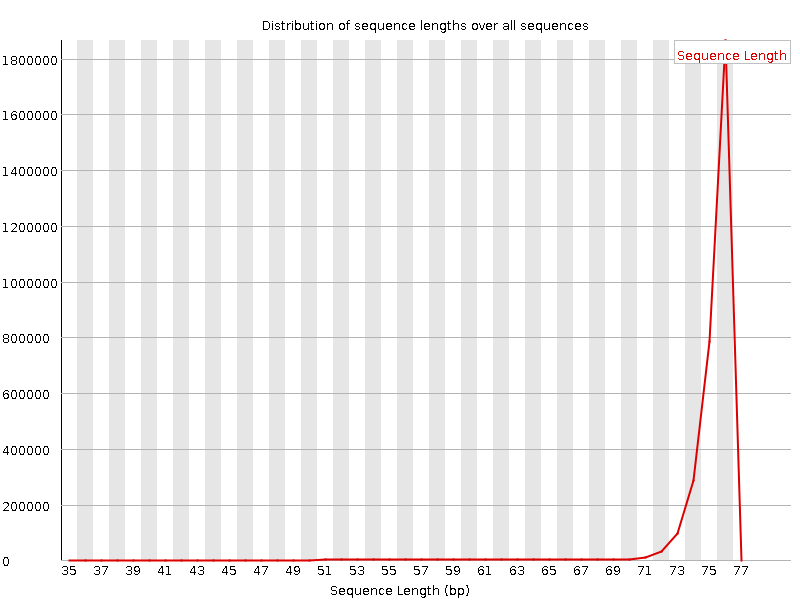 Distribution of sequence lengths over all sequences
Sequence Length
1800000
1600000
1400000
1200000
1000000
800000
600000
400000
200000
0
35 37 39 41 43 45 47 49 51 53 55 57 59 61 63 65 67 69 71 73 75 77
Sequence Length (bp)